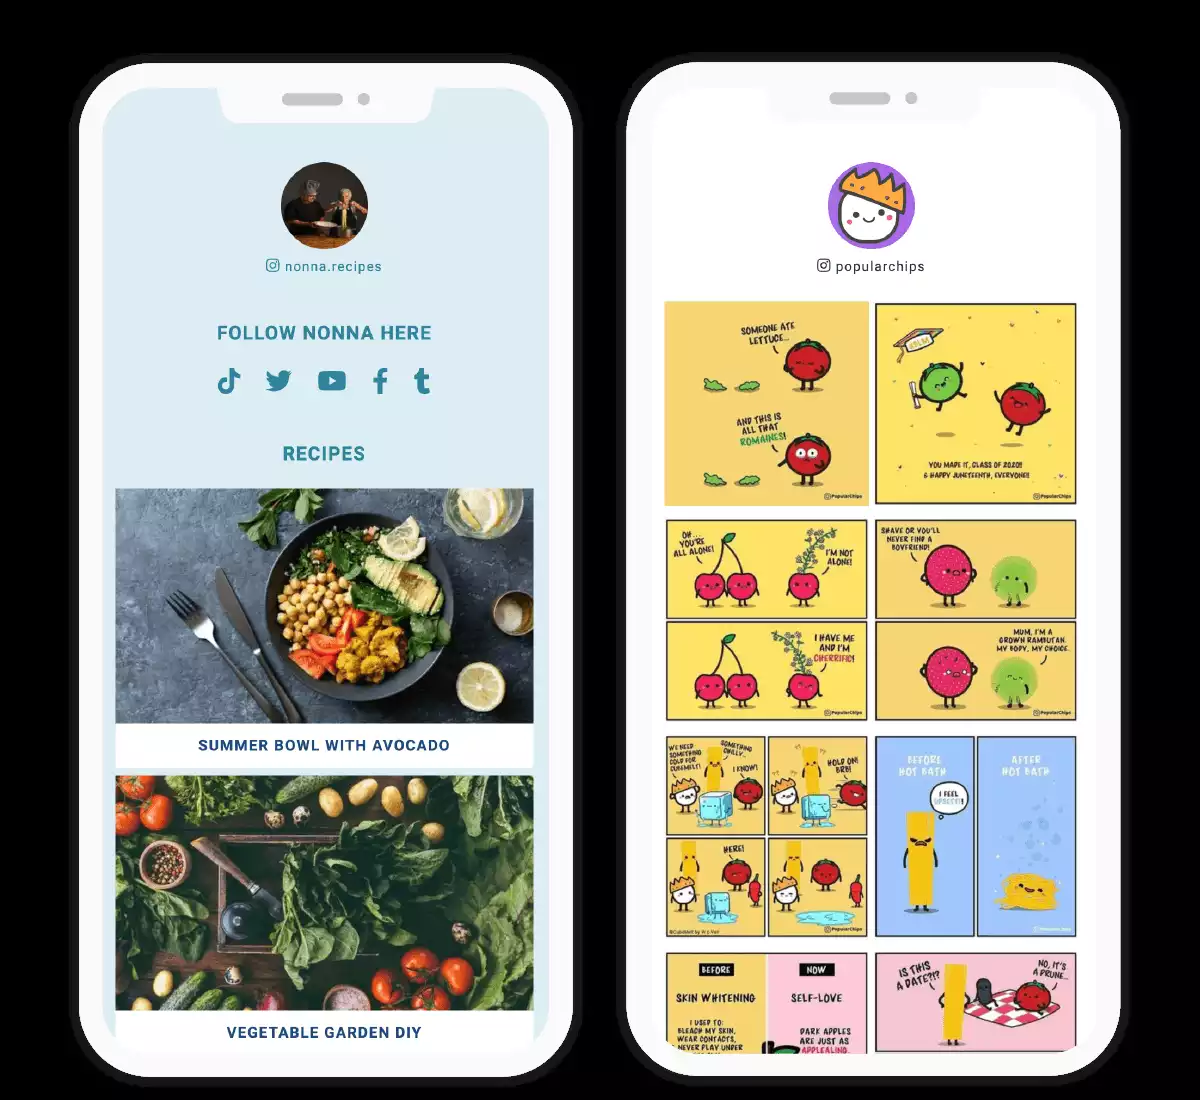 nonna.recipes
FOLLOW NONNA HERE
RECIPES
SUMMER BOWL WITH AVOCADO
VEGETABLE GARDEN DIY
popularchips
SOMEONE ATE
LETTUCE...
AND THIS IS
ALL THAT
ROMAINES!
@PopularChips
YOU MADE IT, CLASS OF 2020!!
& HAPPY JUNETEENTH, EVERYONE!!
@PopularChips
OH...
YOU'RE
ALL ALONE!
I'M NOT
ALONE!
I HAVE ME
AND I'M
CHERRIFIC!
@PopularChips
SHAVE OR YOU'LL
NEVER FIND A
BOYFRIEND!
MUM, I'M A
GROWN RAMBUTAN.
MY BODY, MY CHOICE.
@PopularChips
WE NEED
SOMETHING
COLD FOR
SOMETHING
CHILLY...
I KNOW!
HOLD ON!
BRB!
HERE!
@PopularChips
BEFORE
HOT BATH
I FEEL
AFTER
HOT BATH
BEFORE
SKIN WHITENING
I USED TO:
BLEACH MY SKIN,
WEAR CONTACTS,
NEVER PLAY UNDER
NOW
SELF-LOVE
DARK APPLES
ARE JUST AS
APPLEALING.
IS THIS
A DATE?!?
NO, IT'S
A PRUNE...